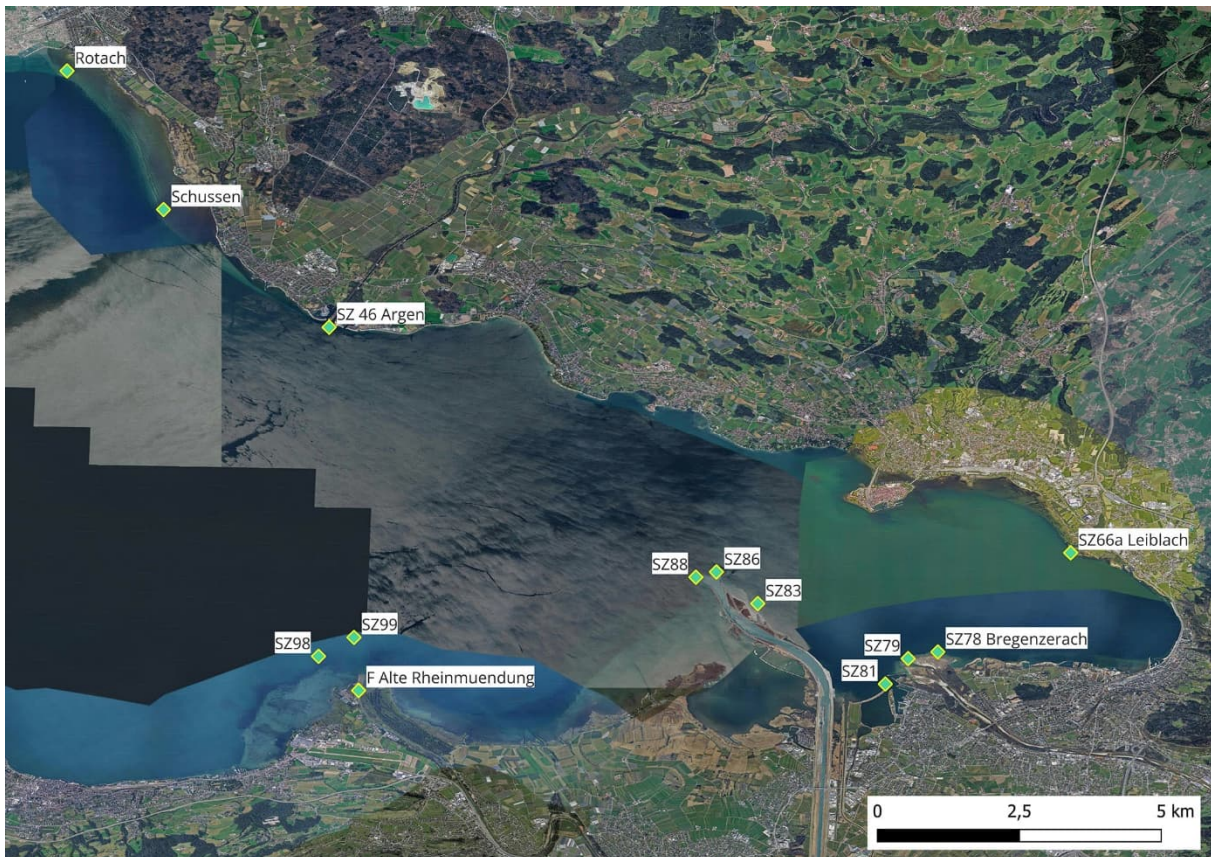 Rotach
Schussen
SZ 46 Argen
SZ66a Leiblach
SZ88
SZ86
SZ83
SZ99
SZ98
SZ79
SZ78 Bregenzerach
SZ81
F Alte Rheinmuendung
0
2,5
5 km